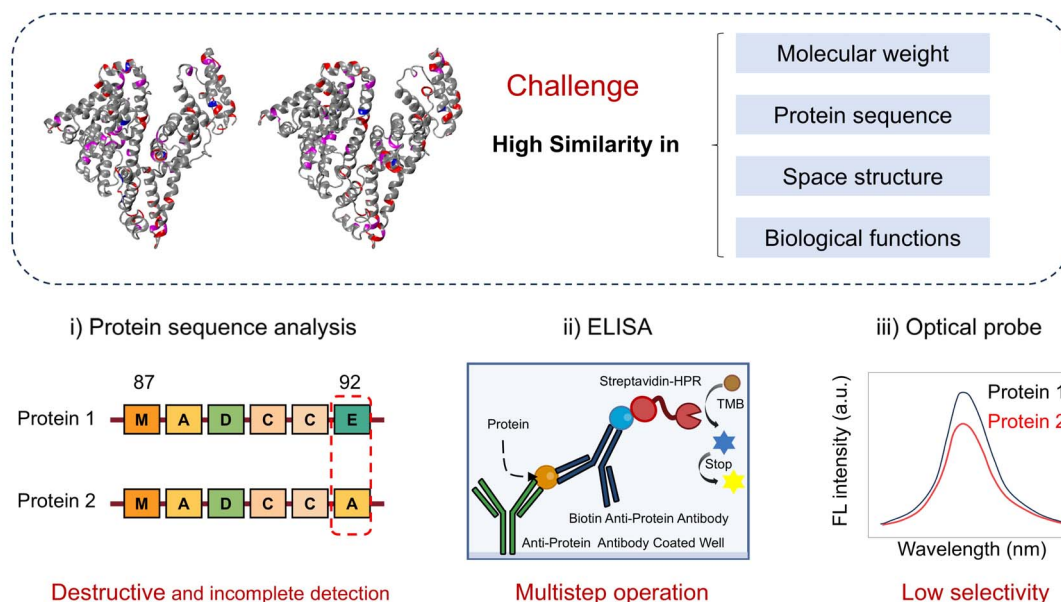 Challenge
High Similarity in
Molecular weight
Protein sequence
Space structure
Biological functions
i) Protein sequence analysis
87 92
Protein 1
M A D C C E
Protein 2
M A D C C A
Destructive and incomplete detection
ii) ELISA
Streptavidin-HPR
TMB
Protein
Stop
Biotin Anti-Protein Antibody
Anti-Protein Antibody Coated Well
Multistep operation
iii) Optical probe
FL intensity (a.u.)
Protein 1
Protein 2
Wavelength (nm)
Low selectivity